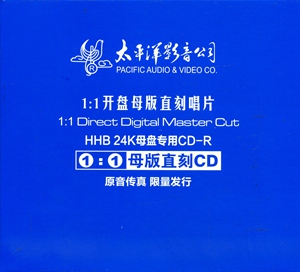 太平洋影音公司
PACIFIC AUDIO & VIDEO CO.
1:1开盘母版直刻唱片
1:1 Direct Digital Master Cut
HHB 24K母盘专用CD-R
1:1 母版直刻CD
原音传真 限量发行